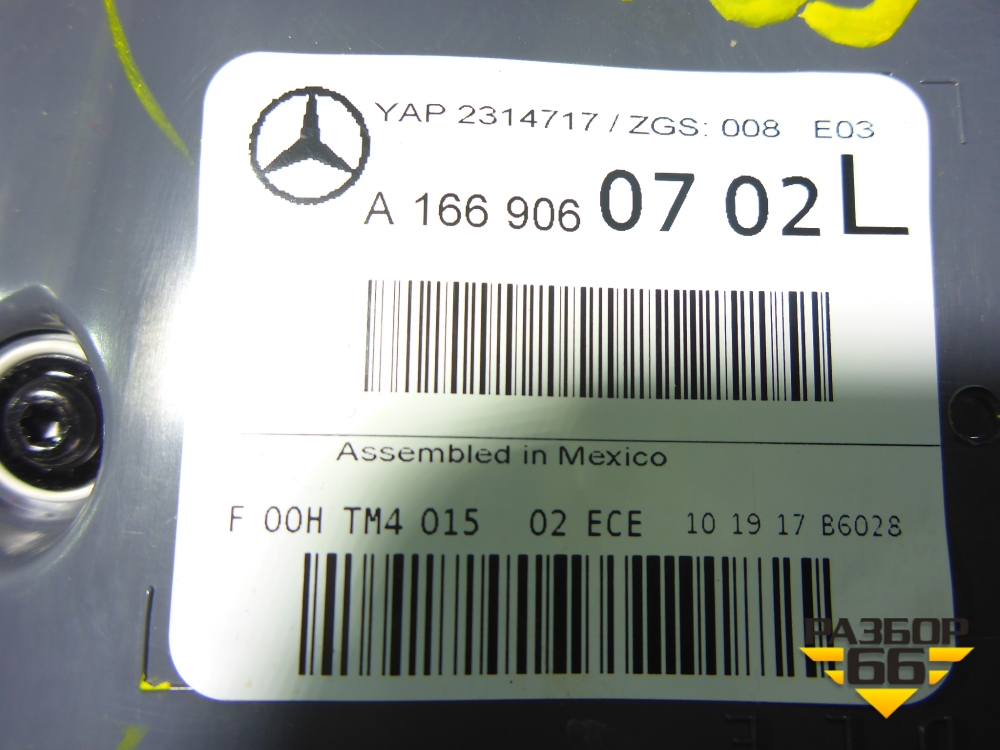 YAP 2314717 / ZGS: 008 E03
A 166 906 07 02 L
Assembled in Mexico
F 00H TM4 015 02 ECE 10 19 17 B6028
РАЗБОР
66